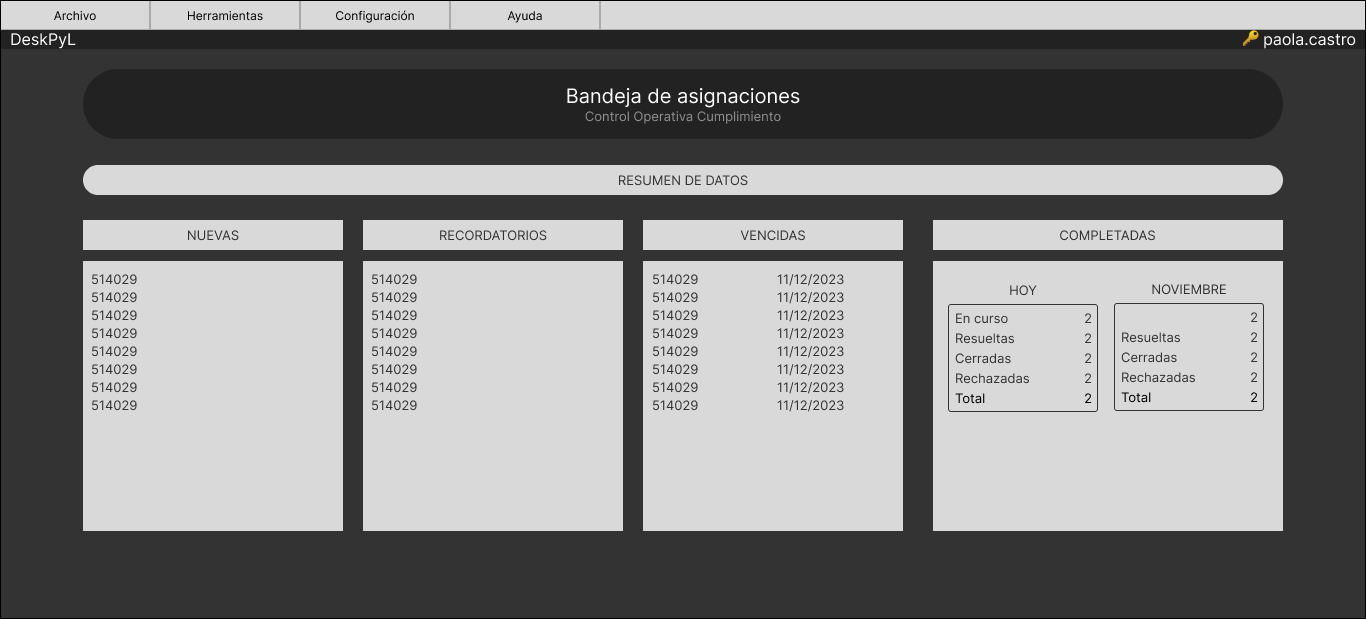 Archivo Herramientas Configuración Ayuda
DeskPyL 🔑 paola.castro
Bandeja de asignaciones
Control Operativa Cumplimiento
RESUMEN DE DATOS
NUEVAS
514029
514029
514029
514029
514029
514029
514029
514029
RECORDATORIOS
514029
514029
514029
514029
514029
514029
514029
514029
VENCIDAS
514029 11/12/2023
514029 11/12/2023
514029 11/12/2023
514029 11/12/2023
514029 11/12/2023
514029 11/12/2023
514029 11/12/2023
514029 11/12/2023
COMPLETADAS
HOY
En curso 2
Resueltas 2
Cerradas 2
Rechazadas 2
Total 2
NOVIEMBRE
2
Resueltas 2
Cerradas 2
Rechazadas 2
Total 2